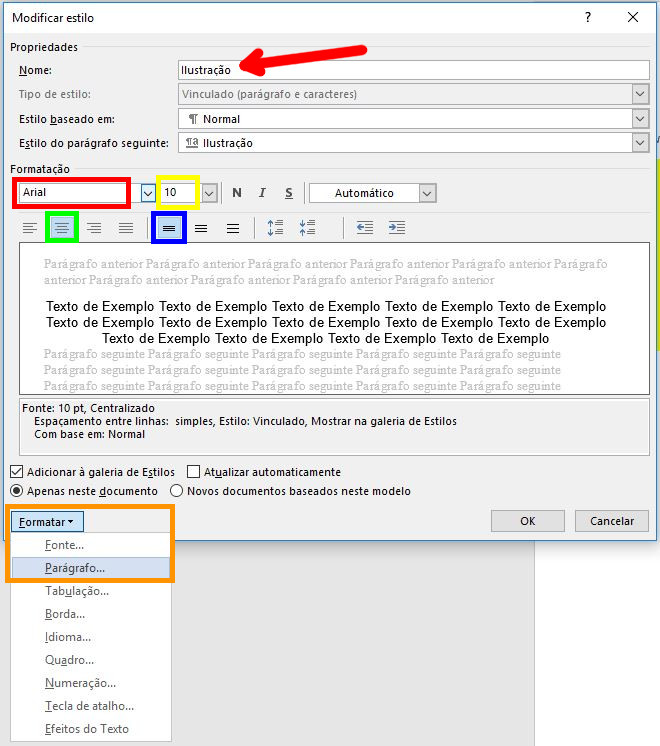 Modificar estilo ?
Propriedades
Nome: Ilustração
Tipo de estilo: Vinculado (parágrafo e caracteres)
Estilo baseado em: ¶ Normal
Estilo do parágrafo seguinte: ¶a Ilustração
Formatação
Arial 10 N I S Automático
Parágrafo anterior Parágrafo anterior Parágrafo anterior Parágrafo anterior Parágrafo anterior Parágrafo
anterior Parágrafo anterior Parágrafo anterior Parágrafo anterior Parágrafo anterior
Texto de Exemplo Texto de Exemplo Texto de Exemplo Texto de Exemplo Texto de Exemplo
Texto de Exemplo Texto de Exemplo Texto de Exemplo Texto de Exemplo Texto de Exemplo
Texto de Exemplo Texto de Exemplo Texto de Exemplo Texto de Exemplo
Parágrafo seguinte Parágrafo seguinte Parágrafo seguinte Parágrafo seguinte Parágrafo seguinte
Parágrafo seguinte Parágrafo seguinte Parágrafo seguinte Parágrafo seguinte Parágrafo seguinte
Parágrafo seguinte Parágrafo seguinte Parágrafo seguinte Parágrafo seguinte Parágrafo seguinte
Fonte: 10 pt, Centralizado
Espaçamento entre linhas: simples, Estilo: Vinculado, Mostrar na galeria de Estilos
Com base em: Normal
Adicionar à galeria de Estilos Atualizar automaticamente
Apenas neste documento Novos documentos baseados neste modelo
Formatar OK Cancelar
Fonte...
Parágrafo...
Tabulação...
Borda...
Idioma...
Quadro...
Numeração...
Tecla de atalho...
Efeitos do Texto